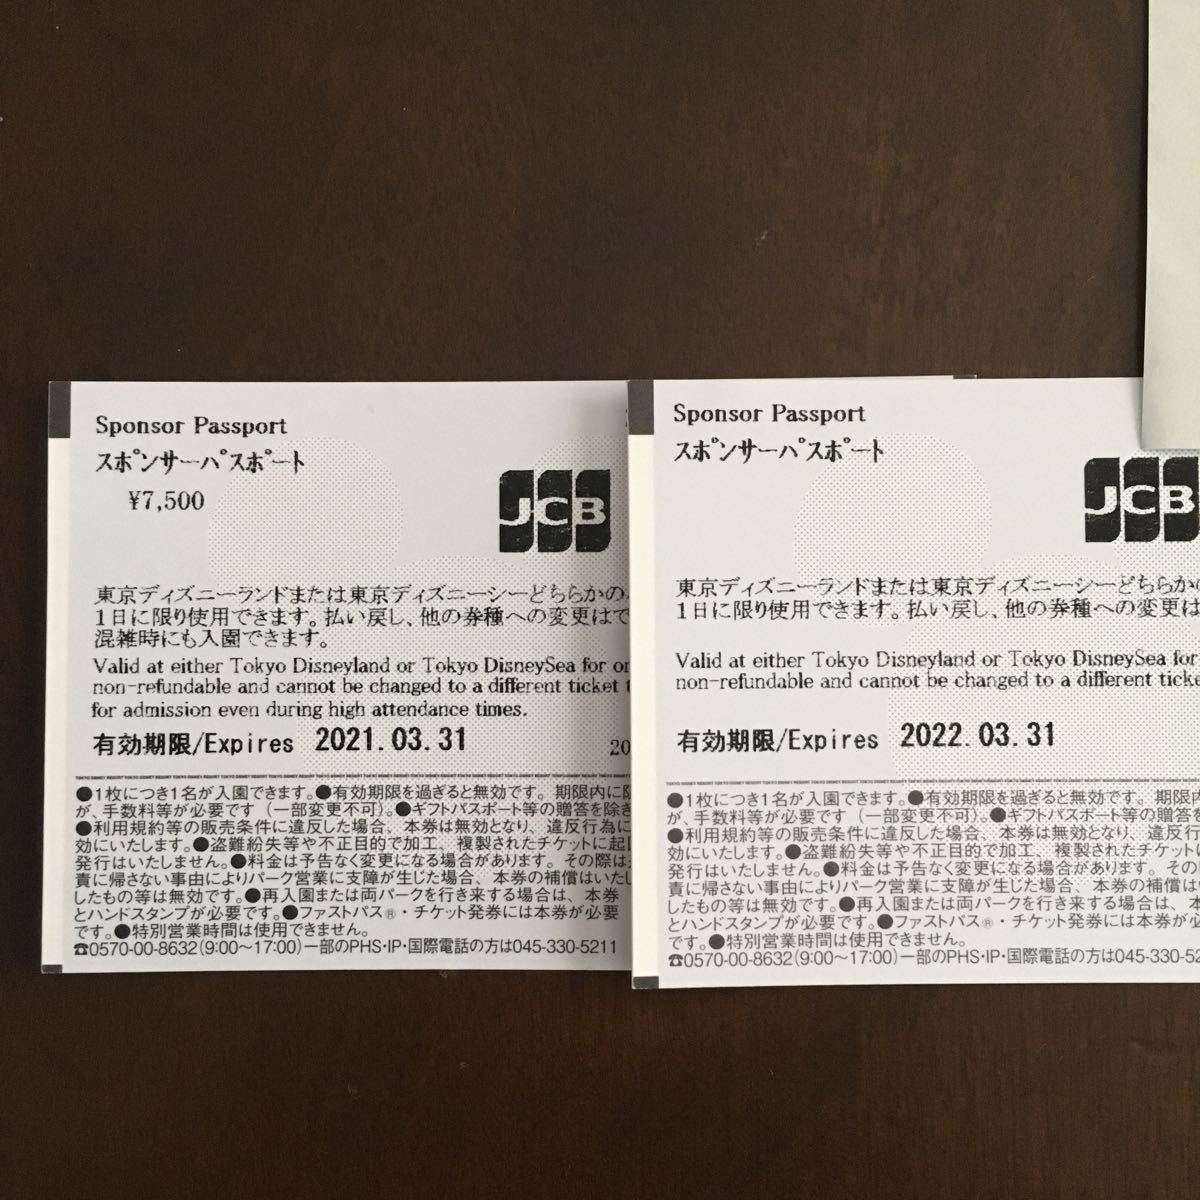 Sponsor Passport
スポンサーパスポート
¥7,500
JCB
東京ディズニーランドまたは東京ディズニーシーどちらかの
1日に限り使用できます。払い戻し、他の券種への変更はで
混雑時にも入園できます。
Valid at either Tokyo Disneyland or Tokyo DisneySea for
non-refundable and cannot be changed to a different ticket
for admission even during high attendance times.
有効期限/Expires 2021.03.31
20
●1枚につき1名が入園できます。●有効期限を過ぎると無効です。期限内に限
が、手数料等が必要です（一部変更不可）。●ギフトパスポート等の贈答を除き
●利用規約等の販売条件に違反した場合、本券は無効となり、違反行為に
効にいたします。●盗難紛失等や不正目的で加工、複製されたチケットに起因
発行はいたしません。●料金は予告なく変更になる場合があります。その際は
責に帰さない事由によりパーク営業に支障が生じた場合、本券の補償はいたし
したもの等は無効です。●再入園または両パークを行き来する場合は、本券
とハンドスタンプが必要です。●ファストパス®・チケット発券には本券が必要
です。●特別営業時間は使用できません。
☎0570-00-8632(9:00～17:00)一部のPHS・IP・国際電話の方は045-330-5211
Sponsor Passport
スポンサーパスポート
JCB
東京ディズニーランドまたは東京ディズニーシーどちらかの
1日に限り使用できます。払い戻し、他の券種への変更は
Valid at either Tokyo Disneyland or Tokyo DisneySea for
non-refundable and cannot be changed to a different ticke
有効期限/Expires 2022.03.31
●1枚につき1名が入園できます。●有効期限を過ぎると無効です。期限内
が、手数料等が必要です（一部変更不可）。●ギフトパスポート等の贈答を
●利用規約等の販売条件に違反した場合、本券は無効となり、違反行
効にいたします。●盗難紛失等や不正目的で加工、複製されたチケットに
発行はいたしません。●料金は予告なく変更になる場合があります。その
責に帰さない事由によりパーク営業に支障が生じた場合、本券の補償はい
したもの等は無効です。●再入園または両パークを行き来する場合は、本
とハンドスタンプが必要です。●ファストパス®・チケット発券には本券が必
です。●特別営業時間は使用できません。
☎0570-00-8632(9:00～17:00)一部のPHS・IP・国際電話の方は045-330-52